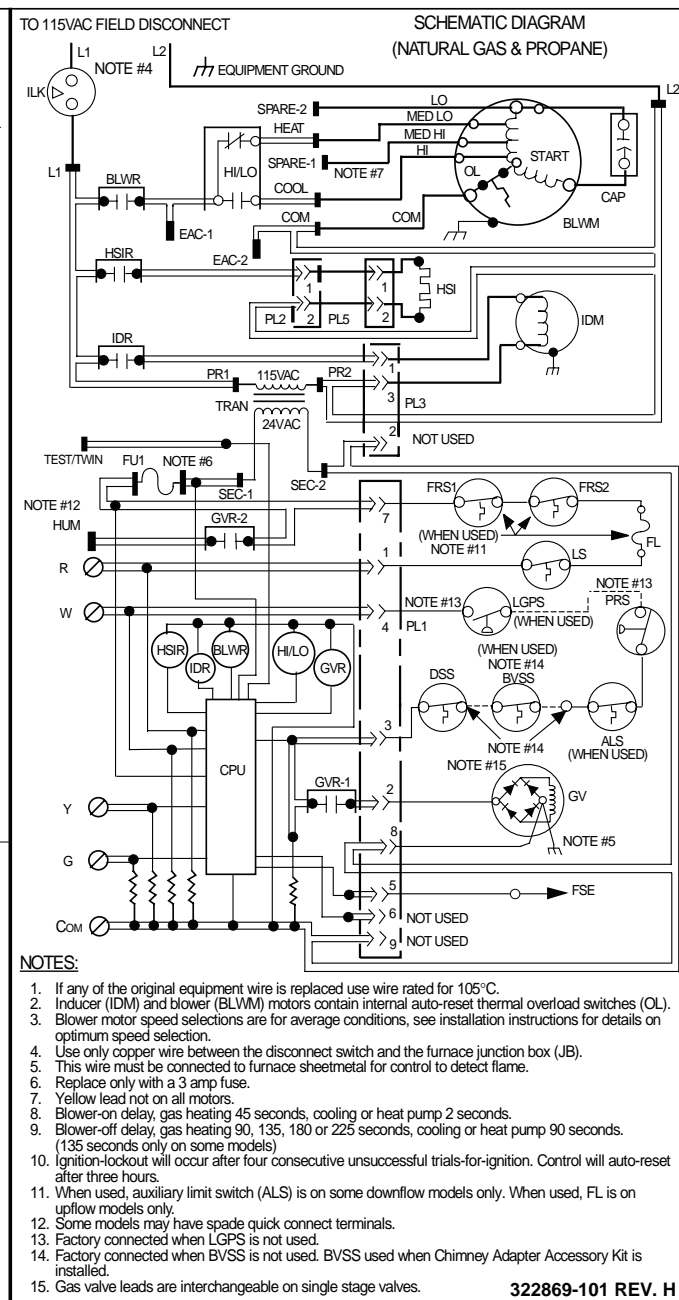 TO 115VAC FIELD DISCONNECT
SCHEMATIC DIAGRAM
(NATURAL GAS & PROPANE)
L1
L2
NOTE #4
EQUIPMENT GROUND
ILK
L2
SPARE-2
LO
HEAT
MED LO
MED HI
SPARE-1
HI
NOTE #7
START
OL
L1
BLWR
HI/LO
COOL
CAP
COM
COM
BLWM
EAC-1
HSIR
EAC-2
1
1
HSI
2
2
PL2
PL5
IDM
IDR
PR1
115VAC
PR2
1
TRAN
3
PL3
24VAC
2
NOT USED
TEST/TWIN
FU1
NOTE #6
SEC-1
SEC-2
FRS1
FRS2
NOTE #12
HUM
GVR-2
7
(WHEN USED)
NOTE #11
FL
R
1
LS
NOTE #13
W
NOTE #13
LGPS
PRS
4
PL1
(WHEN USED)
HSIR
IDR
BLWR
HI/LO
GVR
(WHEN USED)
NOTE #14
DSS
BVSS
3
NOTE #14
ALS
(WHEN USED)
CPU
NOTE #15
GVR-1
2
GV
Y
8
NOTE #5
G
5
FSE
6
NOT USED
COM
9
NOT USED
NOTES:
1. If any of the original equipment wire is replaced use wire rated for 105°C.
2. Inducer (IDM) and blower (BLWM) motors contain internal auto-reset thermal overload switches (OL).
3. Blower motor speed selections are for average conditions, see installation instructions for details on
optimum speed selection.
4. Use only copper wire between the disconnect switch and the furnace junction box (JB).
5. This wire must be connected to furnace sheetmetal for control to detect flame.
6. Replace only with a 3 amp fuse.
7. Yellow lead not on all motors.
8. Blower-on delay, gas heating 45 seconds, cooling or heat pump 2 seconds.
9. Blower-off delay, gas heating 90, 135, 180 or 225 seconds, cooling or heat pump 90 seconds.
(135 seconds only on some models)
10. Ignition-lockout will occur after four consecutive unsuccessful trials-for-ignition. Control will auto-reset
after three hours.
11. When used, auxiliary limit switch (ALS) is on some downflow models only. When used, FL is on
upflow models only.
12. Some models may have spade quick connect terminals.
13. Factory connected when LGPS is not used.
14. Factory connected when BVSS is not used. BVSS used when Chimney Adapter Accessory Kit is
installed.
15. Gas valve leads are interchangeable on single stage valves.
322869-101 REV. H